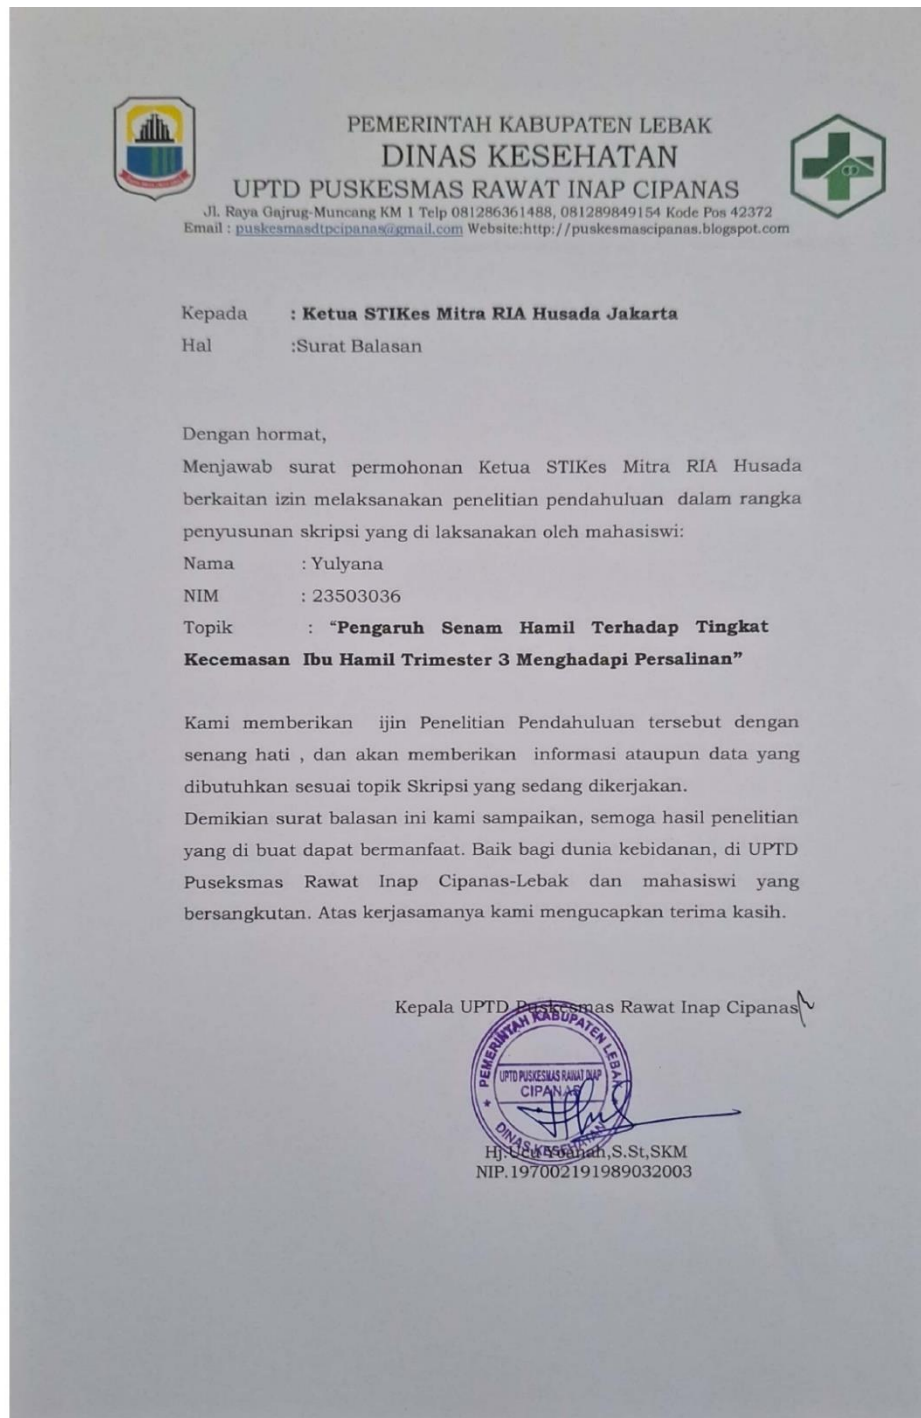 PEMERINTAH KABUPATEN LEBAK
DINAS KESEHATAN
UPTD PUSKESMAS RAWAT INAP CIPANAS
Jl. Raya Gajrug-Muncang KM 1 Telp 081286361488, 081289849154 Kode Pos 42372
Email : puskesmasdtpcipanas@gmail.com Website:http://puskesmascipanas.blogspot.com
Kepada : Ketua STIKes Mitra RIA Husada Jakarta
Hal :Surat Balasan
Dengan hormat,
Menjawab surat permohonan Ketua STIKes Mitra RIA Husada
berkaitan izin melaksanakan penelitian pendahuluan dalam rangka
penyusunan skripsi yang di laksanakan oleh mahasiswi:
Nama : Yulyana
NIM : 23503036
Topik : “Pengaruh Senam Hamil Terhadap Tingkat
Kecemasan Ibu Hamil Trimester 3 Menghadapi Persalinan”
Kami memberikan ijin Penelitian Pendahuluan tersebut dengan
senang hati , dan akan memberikan informasi ataupun data yang
dibutuhkan sesuai topik Skripsi yang sedang dikerjakan.
Demikian surat balasan ini kami sampaikan, semoga hasil penelitian
yang di buat dapat bermanfaat. Baik bagi dunia kebidanan, di UPTD
Puseksmas Rawat Inap Cipanas-Lebak dan mahasiswi yang
bersangkutan. Atas kerjasamanya kami mengucapkan terima kasih.
Kepala UPTD Puskesmas Rawat Inap Cipanas
PEMERINTAH KABUPATEN LEBAK
UPTD PUSKESMAS RAWAT INAP
CIPANAS
DINAS KESEHATAN
Hj.Ucu ,S.St,SKM
NIP.197002191989032003